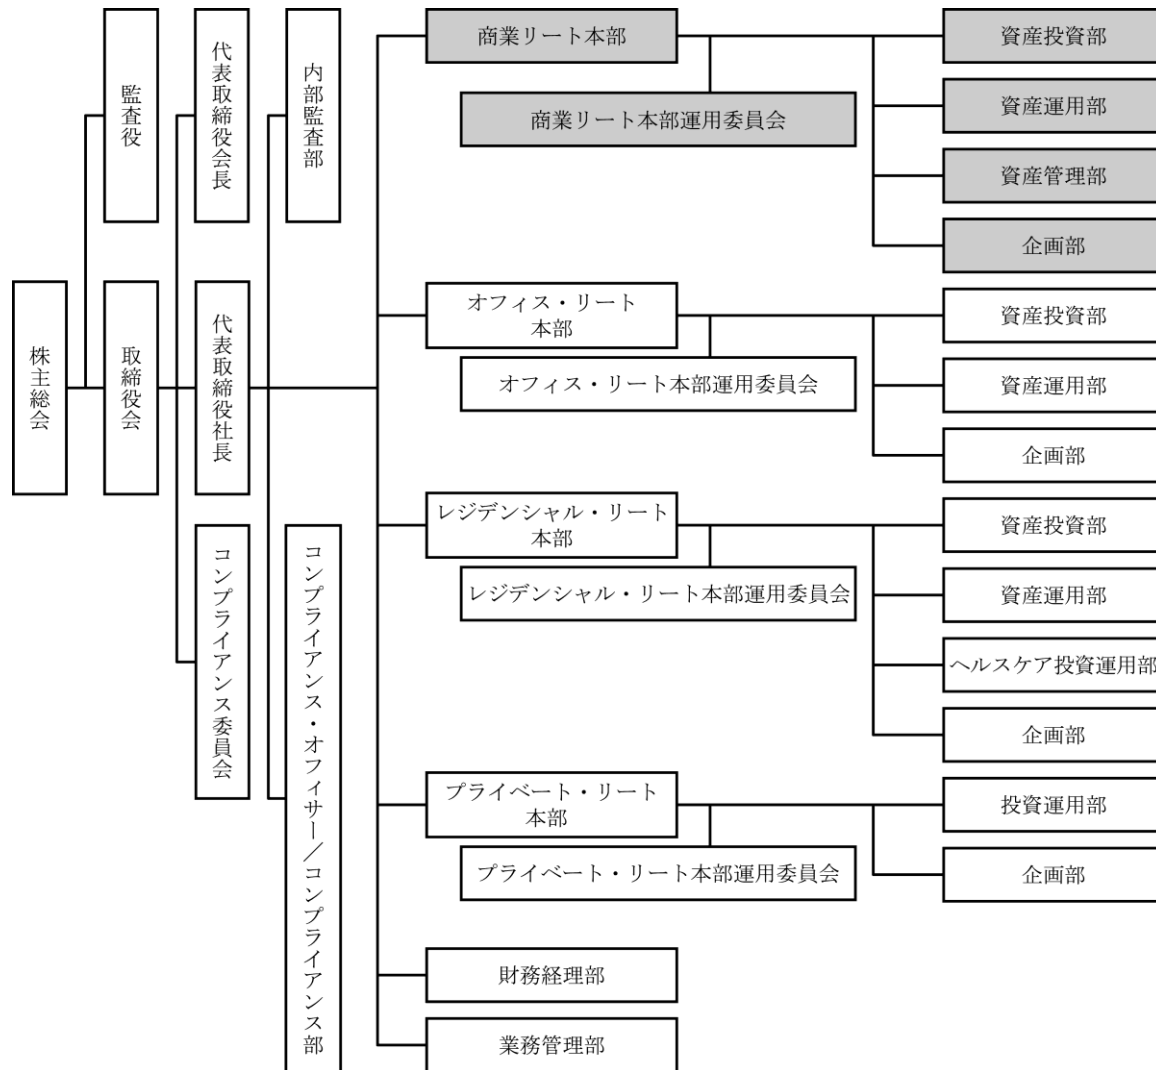 株主総会
監査役
取締役会
代表取締役会長
代表取締役社長
コンプライアンス委員会
内部監査部
コンプライアンス・オフィサー／コンプライアンス部
商業リート本部
商業リート本部運用委員会
資産投資部
資産運用部
資産管理部
企画部
オフィス・リート
本部
オフィス・リート本部運用委員会
資産投資部
資産運用部
企画部
レジデンシャル・リート
本部
レジデンシャル・リート本部運用委員会
資産投資部
資産運用部
ヘルスケア投資運用部
企画部
プライベート・リート
本部
プライベート・リート本部運用委員会
投資運用部
企画部
財務経理部
業務管理部